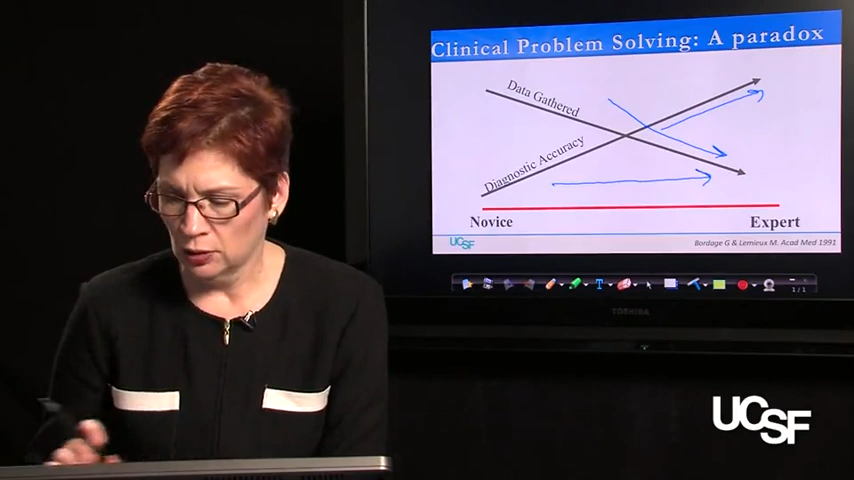 Clinical Problem Solving: A paradox
Data Gathered
Diagnostic Accuracy
Novice
Expert
UCSF
Bordage G & Lemieux M. Acad Med 1991
T
1/1
TOSHIBA
UCSF